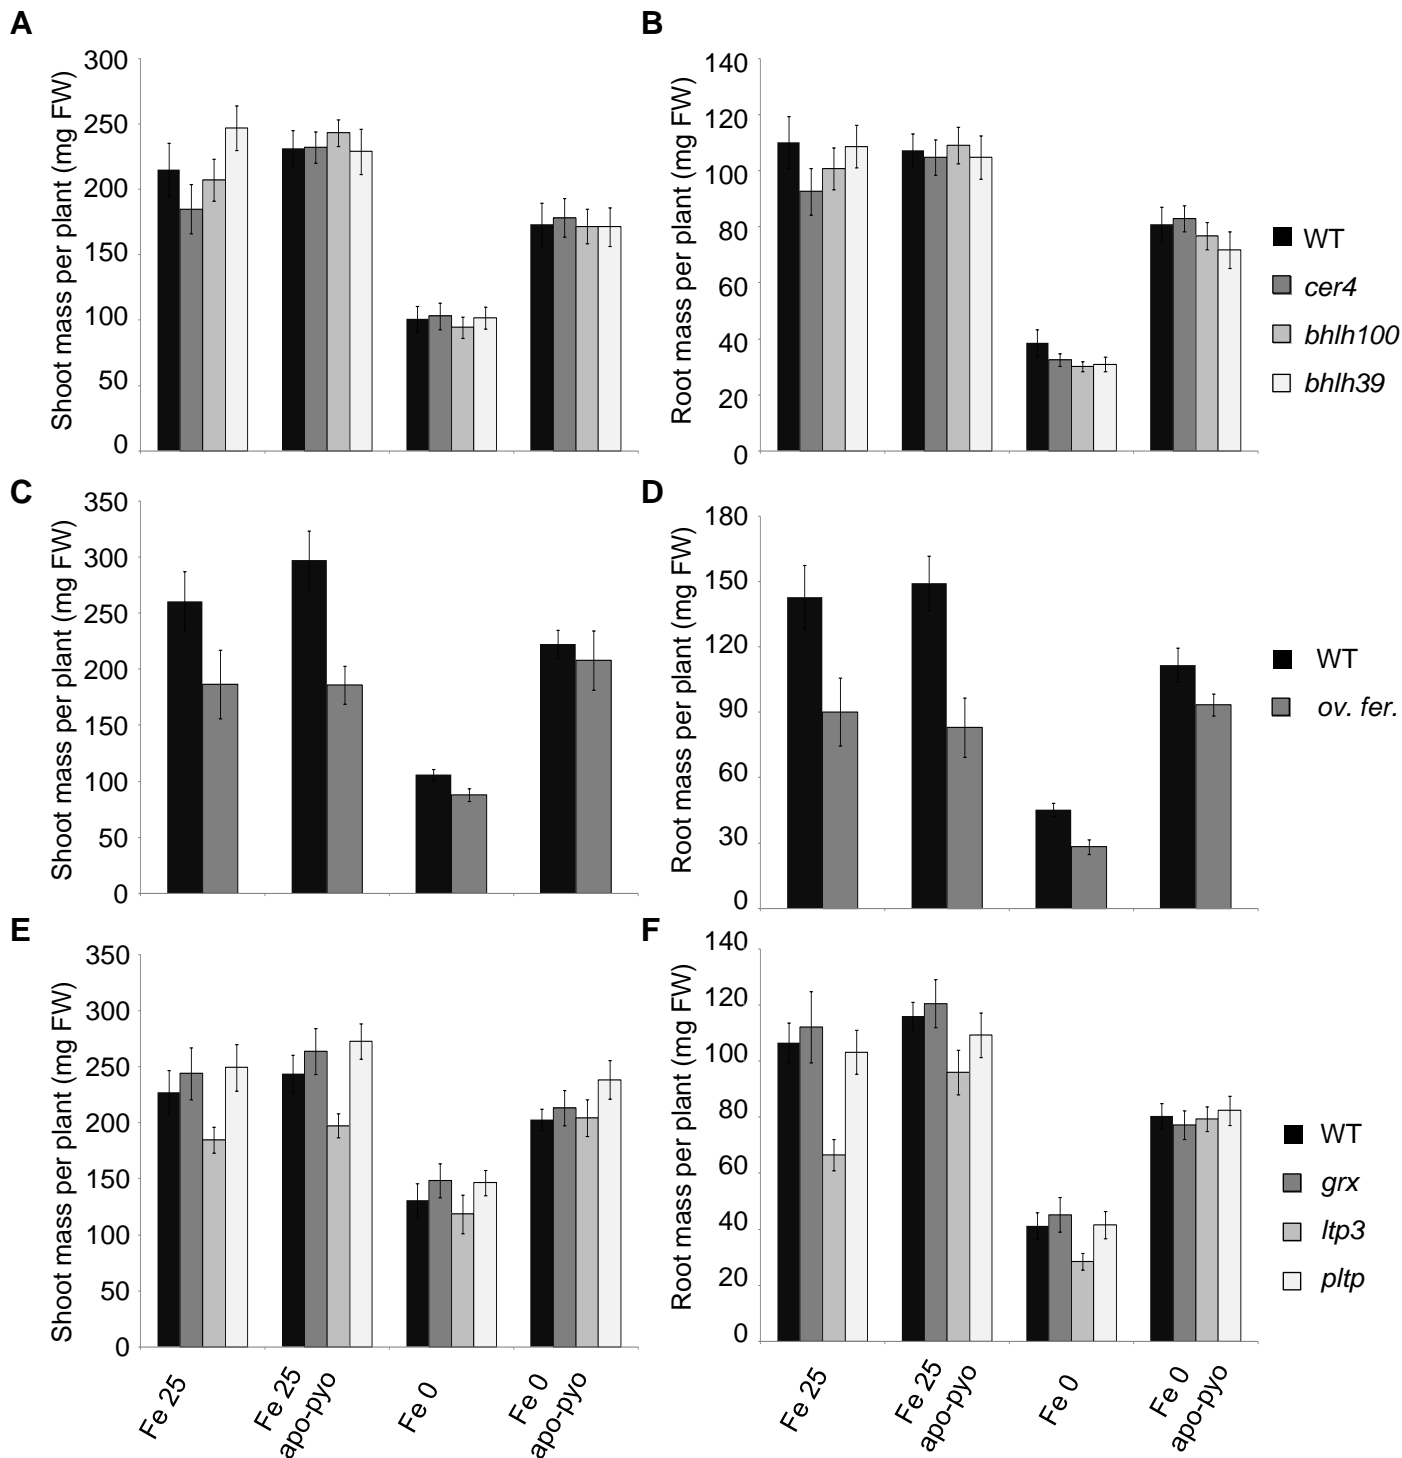 A
Shoot mass per plant (mg FW)
300
250
200
150
100
50
0
B
Root mass per plant (mg FW)
140
120
100
80
60
40
20
0
WT
cer4
bhlh100
bhlh39
C
Shoot mass per plant (mg FW)
350
300
250
200
150
100
50
0
D
Root mass per plant (mg FW)
180
150
120
90
60
30
0
WT
ov. fer.
E
Shoot mass per plant (mg FW)
350
300
250
200
150
100
50
0
Fe 25
Fe 25
apo-pyo
Fe 0
Fe 0
apo-pyo
F
Root mass per plant (mg FW)
140
120
100
80
60
40
20
0
Fe 25
Fe 25
apo-pyo
Fe 0
Fe 0
apo-pyo
WT
grx
ltp3
pltp